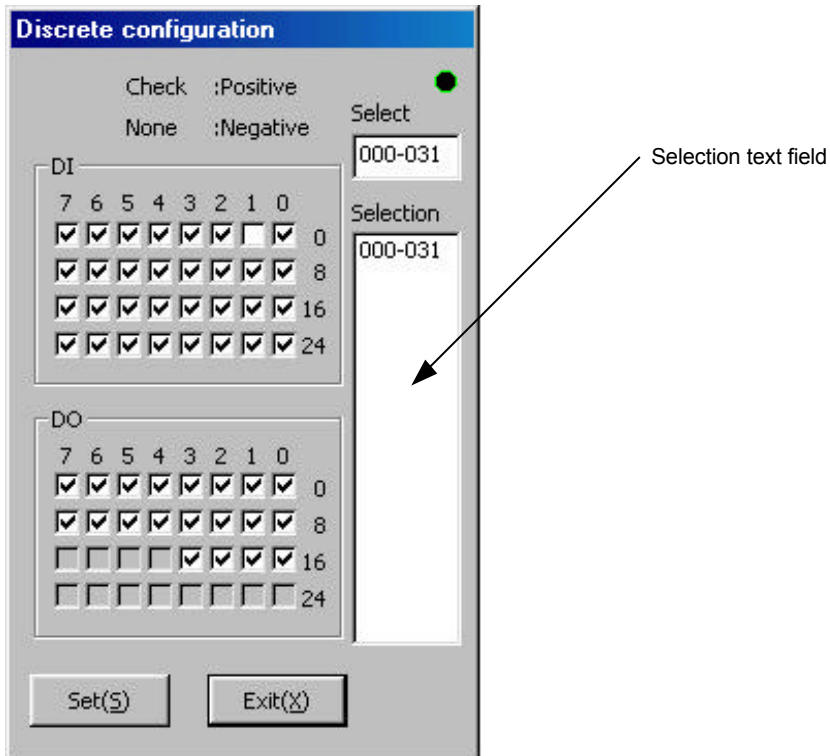 Discrete configuration
Check :Positive
None :Negative
Select
000-031
Selection text field
DI
7 6 5 4 3 2 1 0
0
8
16
24
Selection
000-031
DO
7 6 5 4 3 2 1 0
0
8
16
24
Set(S)
Exit(X)